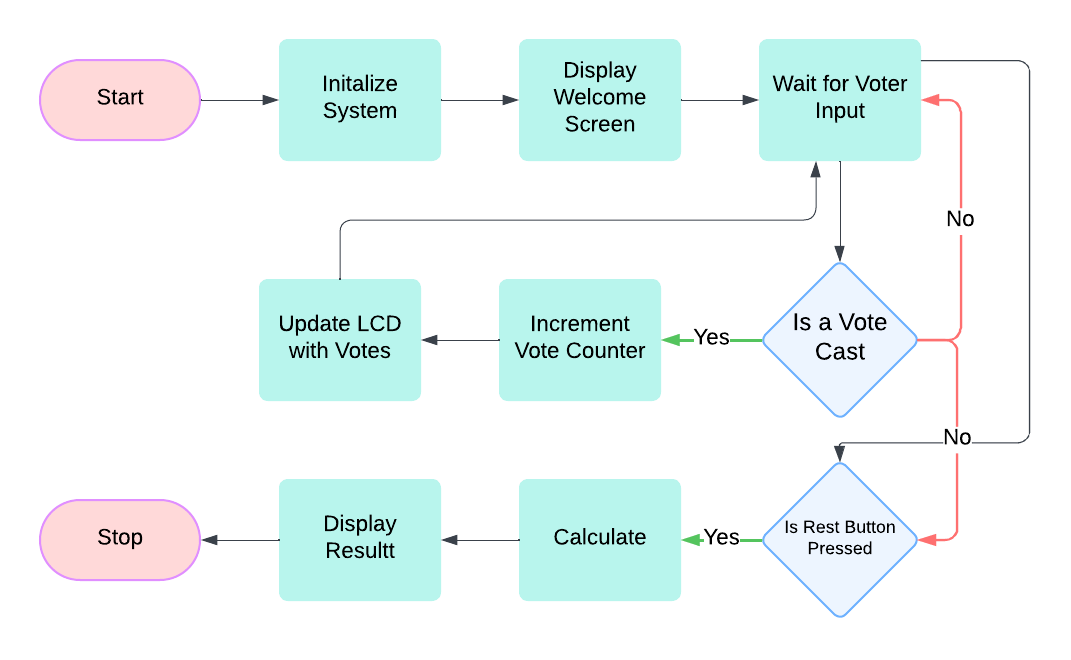 Start
Initalize
System
Display
Welcome
Screen
Wait for Voter
Input
No
Update LCD
with Votes
Increment
Vote Counter
Yes
Is a Vote
Cast
No
Stop
Display
Resultt
Calculate
Yes
Is Rest Button
Pressed